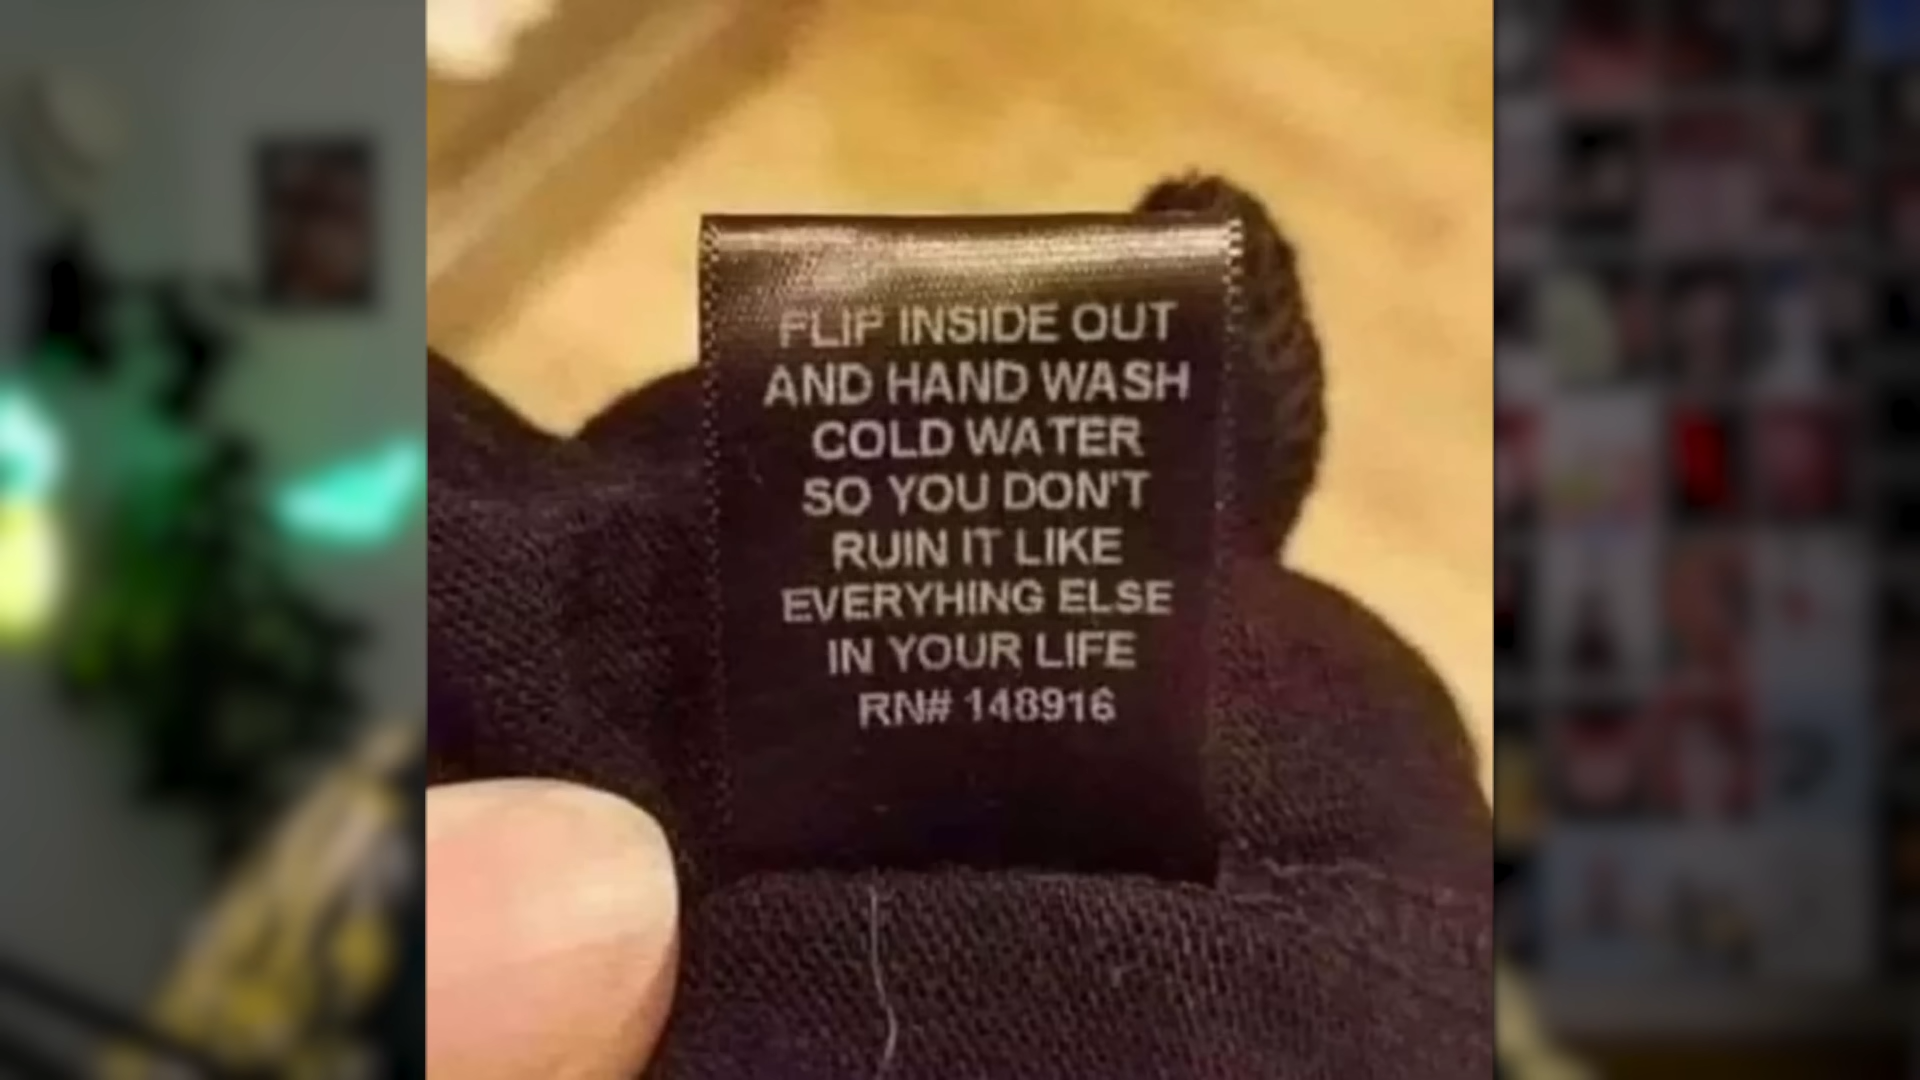 FLIP INSIDE OUT
AND HAND WASH
COLD WATER
SO YOU DON'T
RUIN IT LIKE
EVERYHING ELSE
IN YOUR LIFE
RN# 148916